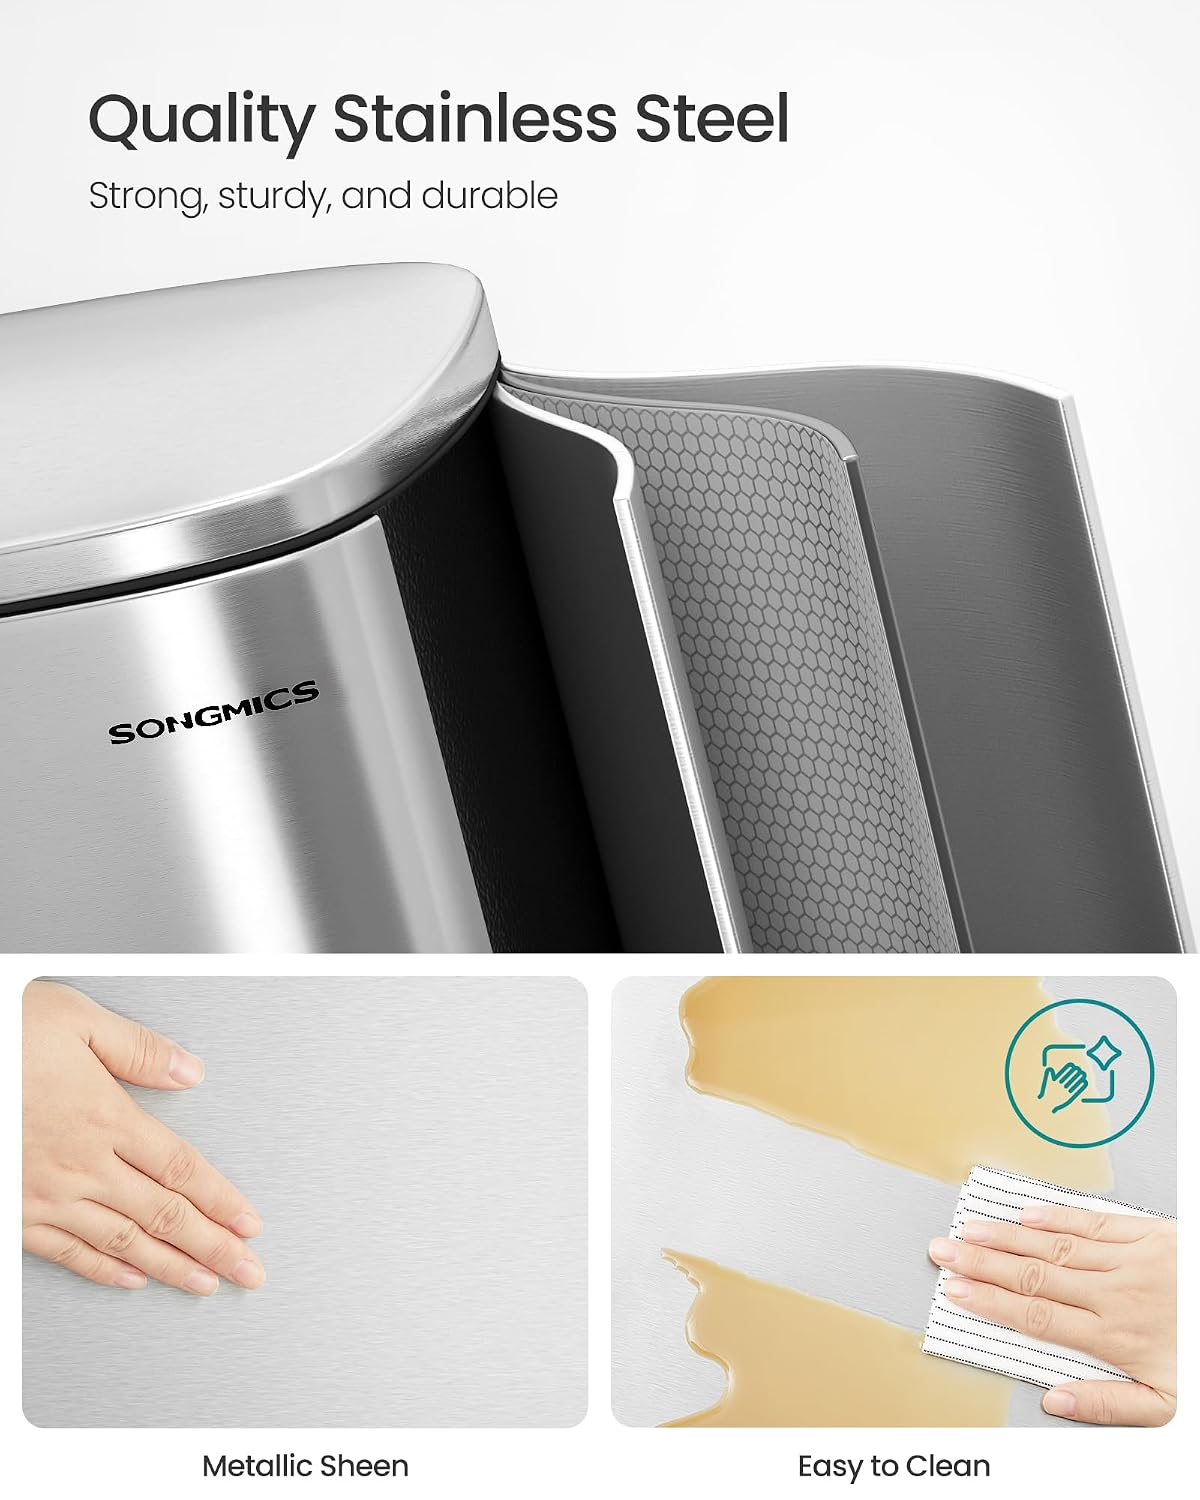 Quality Stainless Steel
Strong, sturdy, and durable
SONGMICS
Metallic Sheen
Easy to Clean